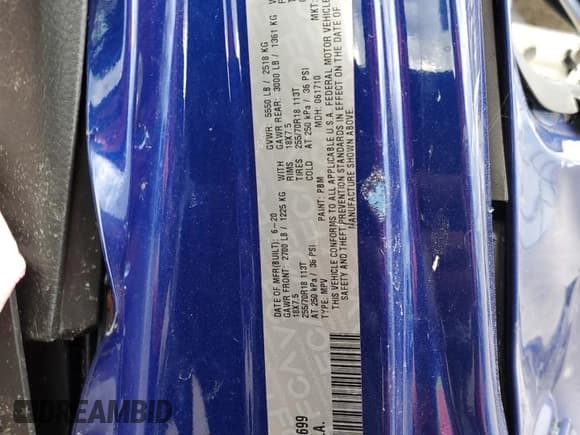 DATE OF MFR(BUILT): 6-20
GVWR: 5550 LB / 2518 KG
GAWR FRONT: 2700 LB / 1225 KG
WITH
GAWR REAR: 3000 LB / 1361 KG
18X7.5
RIMS
18X7.5
255/70R18 113T
TIRES
255/70R18 113T
AT 250 kPa / 36 PSI
COLD
AT 250 kPa / 36 PSI
TYPE: MPV
PAINT: PBM
MDH: 061710
MKT:
THIS VEHICLE CONFORMS TO ALL APPLICABLE U.S.A. FEDERAL MOTOR VEHICLE
SAFETY AND THEFT PREVENTION STANDARDS IN EFFECT ON THE DATE OF
MANUFACTURE SHOWN ABOVE.
699
.A.
DREAMBID